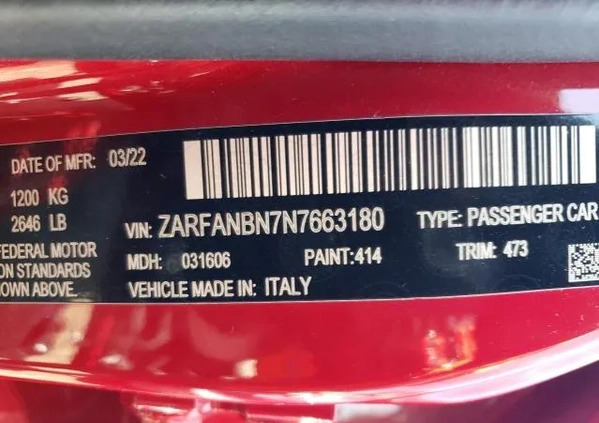 DATE OF MFR: 03/22
1200 KG
2646 LB
VIN: ZARFANBN7N7663180 TYPE: PASSENGER CAR
FEDERAL MOTOR
ON STANDARDS
OWN ABOVE.
MDH: 031606 PAINT: 414 TRIM: 473
VEHICLE MADE IN: ITALY